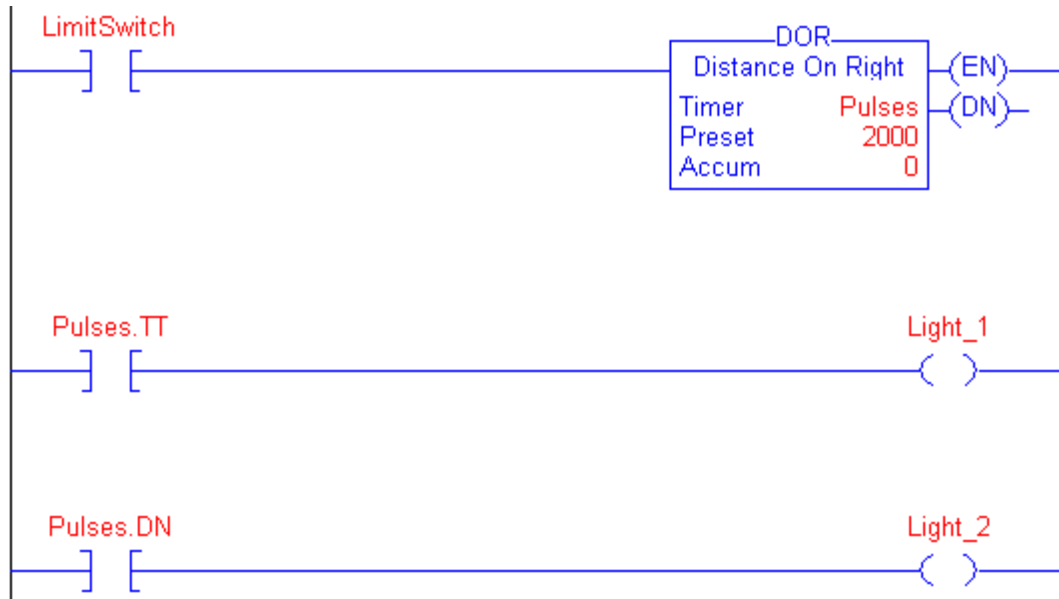 LimitSwitch
DOR
Distance On Right (EN)
Timer Pulses (DN)
Preset 2000
Accum 0
Pulses.TT Light_1
Pulses.DN Light_2